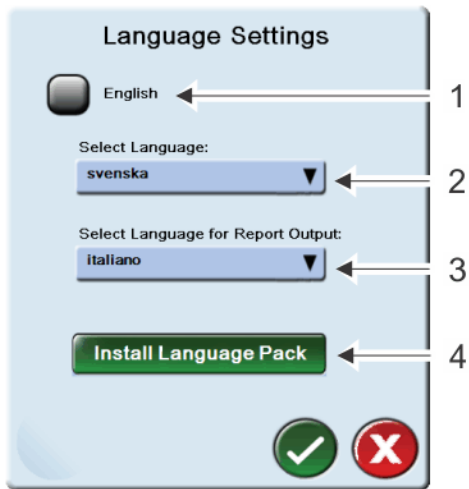 Language Settings
English
1
Select Language:
svenska
2
Select Language for Report Output:
italiano
3
Install Language Pack
4